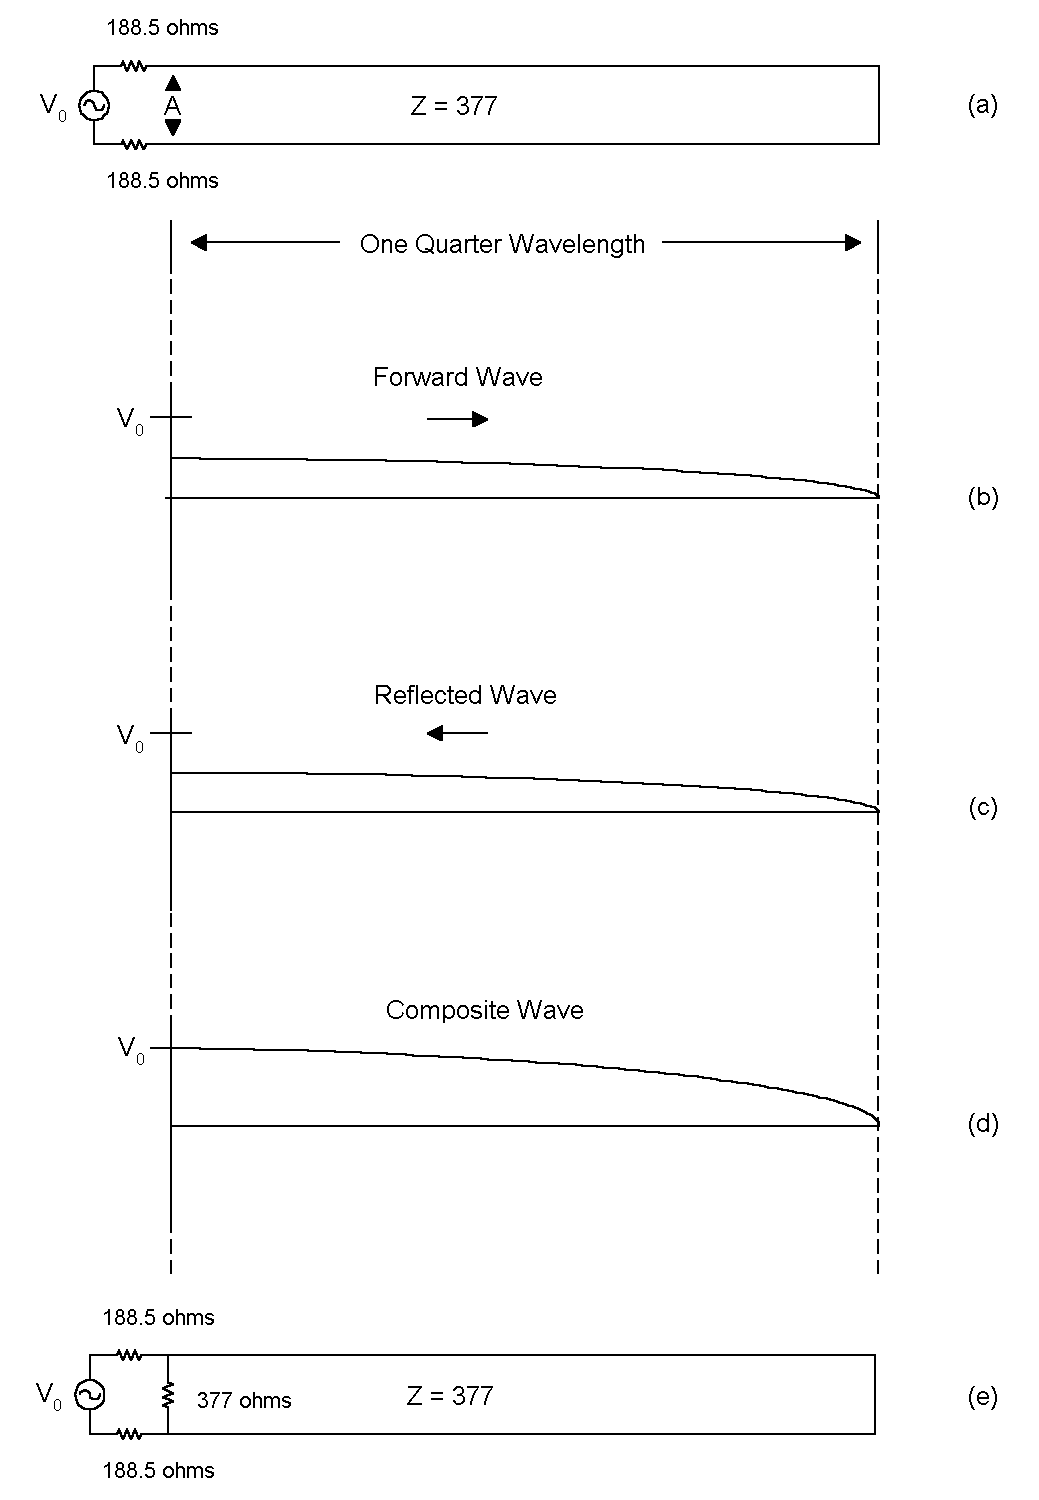 188.5 ohms
V0
A
Z = 377
(a)
188.5 ohms
One Quarter Wavelength
Forward Wave
V0
(b)
Reflected Wave
V0
(c)
Composite Wave
V0
(d)
188.5 ohms
V0
377 ohms
Z = 377
(e)
188.5 ohms